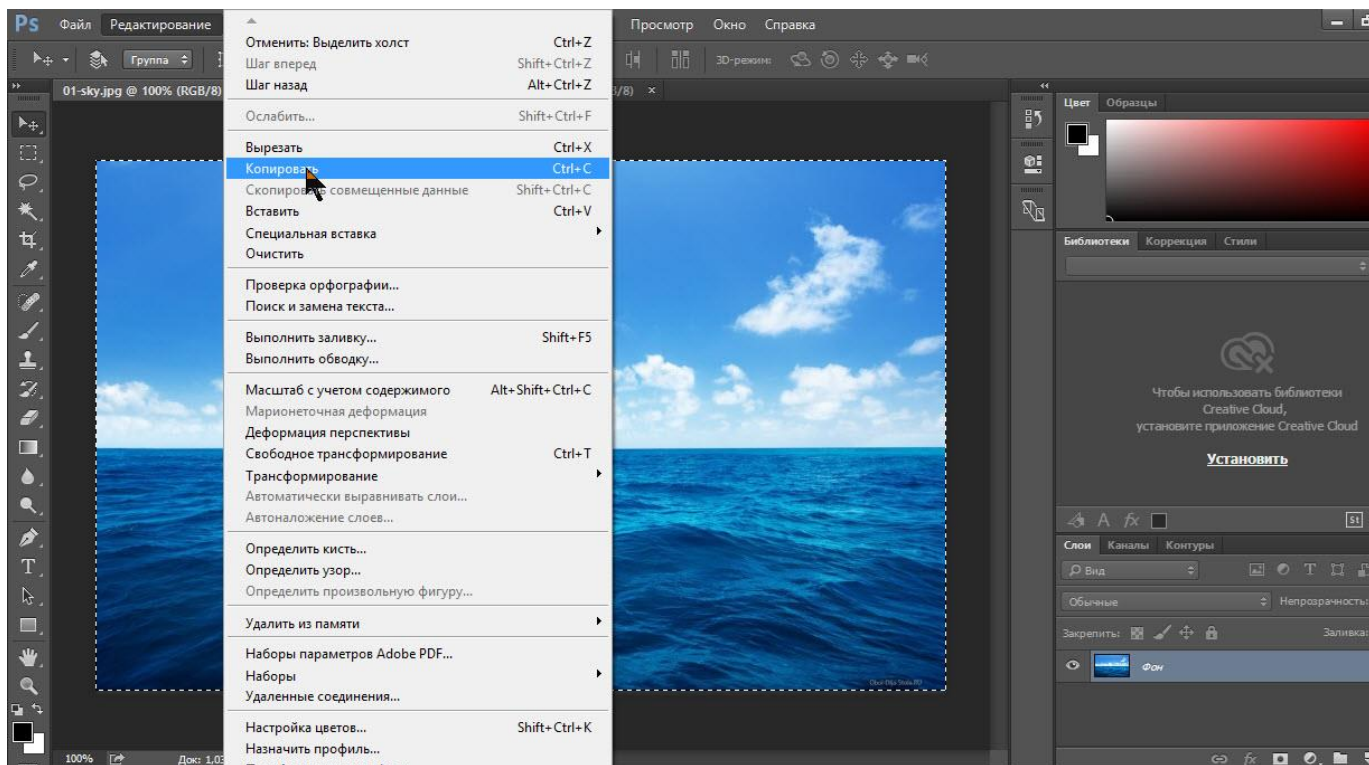 Ps Файл Редактирование Просмотр Окно Справка
Группа
3D-режим:
01-sky.jpg @ 100% (RGB/8)
/8) ×
Отменить: Выделить холст Ctrl+Z
Шаг вперед Shift+Ctrl+Z
Шаг назад Alt+Ctrl+Z
Ослабить... Shift+Ctrl+F
Вырезать Ctrl+X
Копировать Ctrl+C
Скопировать совмещенные данные Shift+Ctrl+C
Вставить Ctrl+V
Специальная вставка
Очистить
Проверка орфографии...
Поиск и замена текста...
Выполнить заливку... Shift+F5
Выполнить обводку...
Масштаб с учетом содержимого Alt+Shift+Ctrl+C
Марионеточная деформация
Деформация перспективы
Свободное трансформирование Ctrl+T
Трансформирование
Автоматически выравнивать слои...
Автоналожение слоев...
Определить кисть...
Определить узор...
Определить произвольную фигуру...
Удалить из памяти
Наборы параметров Adobe PDF...
Наборы
Удаленные соединения...
Настройка цветов... Shift+Ctrl+K
Назначить профиль...
100% Док: 1,03
Цвет Образцы
Библиотеки Коррекция Стили
Чтобы использовать библиотеки
Creative Cloud,
установите приложение Creative Cloud
Установить
St
Слои Каналы Контуры
Вид
Обычные Непрозрачность:
Закрепить: Заливка:
Фон